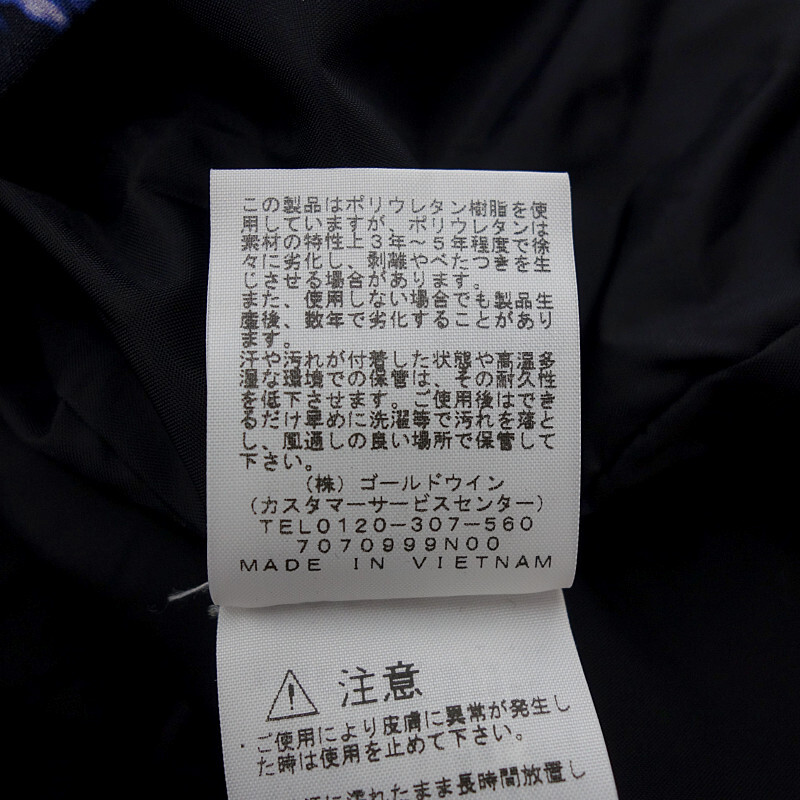 この製品はポリウレタン樹脂を使
用していますが、ポリウレタンは
素材の特性上3年～5年程度で徐
々に劣化し、剥離やべたつきを生
じさせる場合があります。
また、使用しない場合でも製品生
産後、数年で劣化することがあり
ます。
汗や汚れが付着した状態や高温多
湿な環境での保管は、その耐久性
を低下させます。ご使用後はでき
るだけ早めに洗濯等で汚れを落と
し、風通しの良い場所で保管して
下さい。
(株) ゴールドウイン
(カスタマーサービスセンター)
TEL0120-307-560
7070999N00
MADE IN VIETNAM
注意
・ご使用により皮膚に異常が発生し
た時は使用を止めて下さい。
に濡れたまま長時間放置し